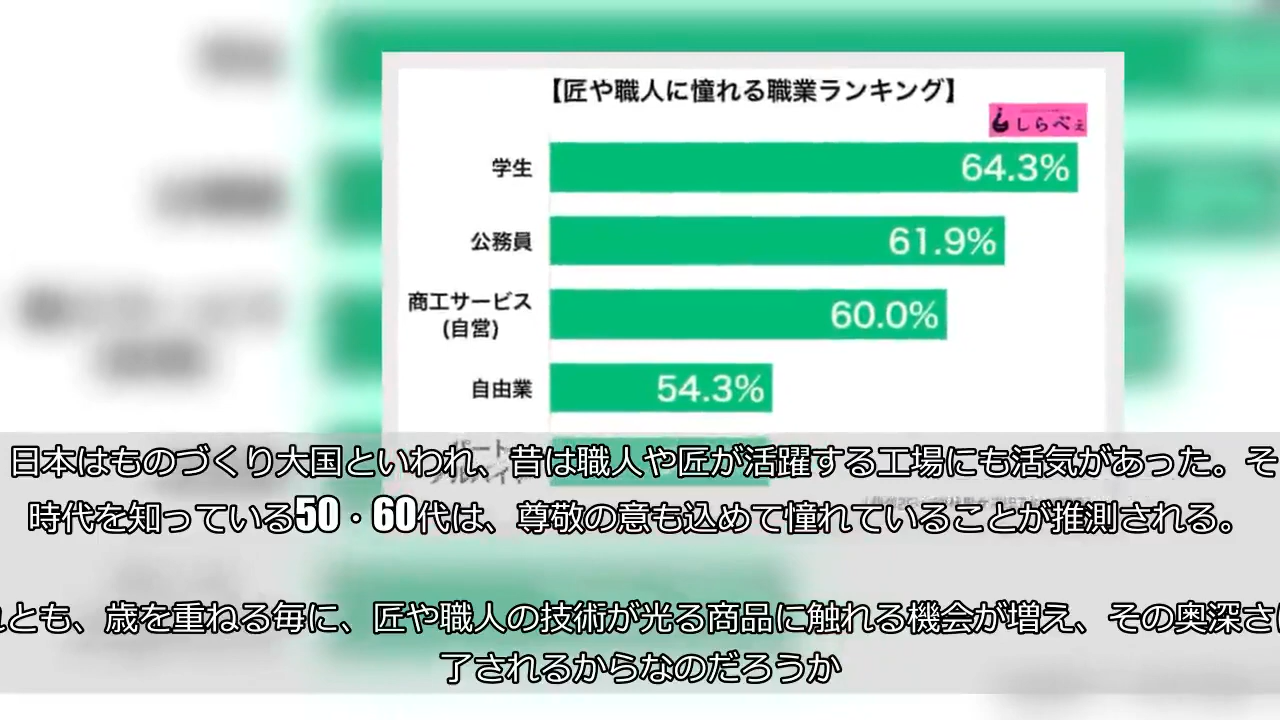 【匠や職人に憧れる職業ランキング】
しらべぇ
学生
64.3%
公務員
61.9%
商工サービス
(自営)
60.0%
自由業
54.3%
日本はものづくり大国といわれ、昔は職人や匠が活躍する工場にも活気があった。そ
時代を知っている50・60代は、尊敬の意も込めて憧れていることが推測される。
とも、歳を重ねる毎に、匠や職人の技術が光る商品に触れる機会が増え、その奥深さ
了されるからなのだろうか